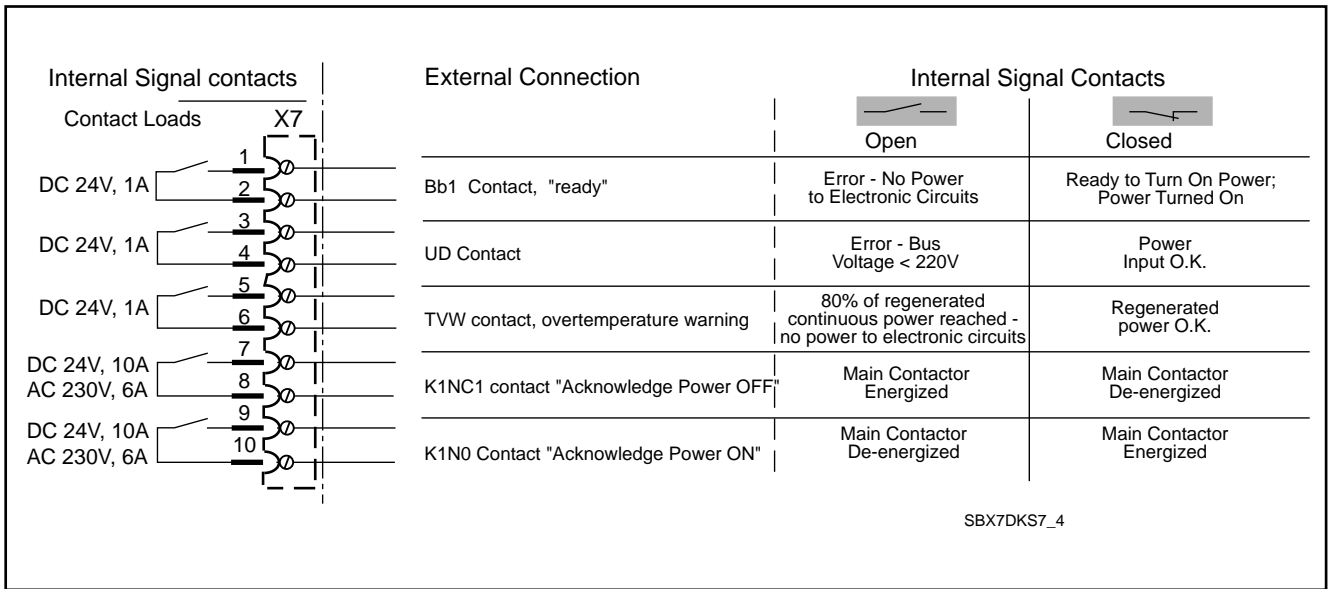 Internal Signal contacts
External Connection
Internal Signal Contacts
Contact Loads
X7
Open
Closed
1
DC 24V, 1A
2
Bb1 Contact, "ready"
Error - No Power
to Electronic Circuits
Ready to Turn On Power;
Power Turned On
3
DC 24V, 1A
4
UD Contact
Error - Bus
Voltage < 220V
Power
Input O.K.
5
DC 24V, 1A
6
TVW contact, overtemperature warning
80% of regenerated
continuous power reached -
no power to electronic circuits
Regenerated
power O.K.
7
DC 24V, 10A
AC 230V, 6A
8
K1NC1 contact "Acknowledge Power OFF"
Main Contactor
Energized
Main Contactor
De-energized
9
DC 24V, 10A
AC 230V, 6A
10
K1N0 Contact "Acknowledge Power ON"
Main Contactor
De-energized
Main Contactor
Energized
SBX7DKS7_4